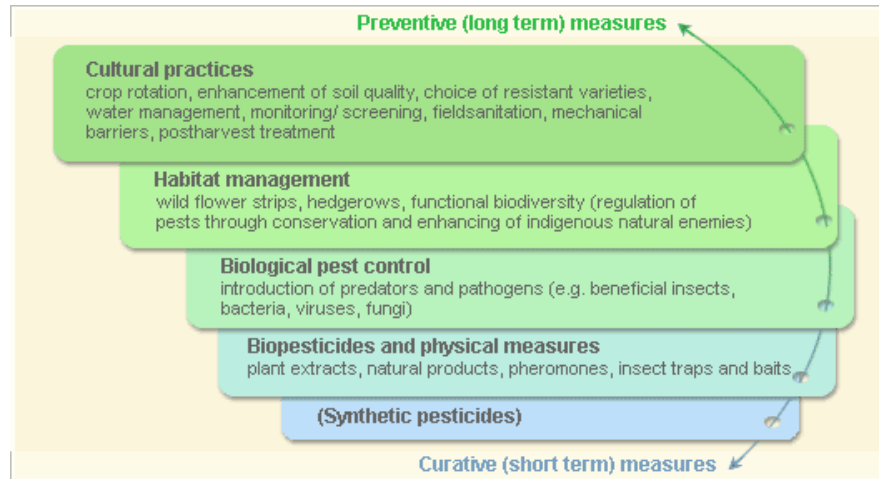 Preventive (long term) measures
Cultural practices
crop rotation, enhancement of soil quality, choice of resistant varieties,
water management, monitoring/ screening, fieldsanitation, mechanical
barriers, postharvest treatment
Habitat management
wild flower strips, hedgerows, functional biodiversity (regulation of
pests through conservation and enhancing of indigenous natural enemies)
Biological pest control
introduction of predators and pathogens (e.g. beneficial insects,
bacteria, viruses, fungi)
Biopesticides and physical measures
plant extracts, natural products, pheromones, insect traps and baits
(Synthetic pesticides)
Curative (short term) measures